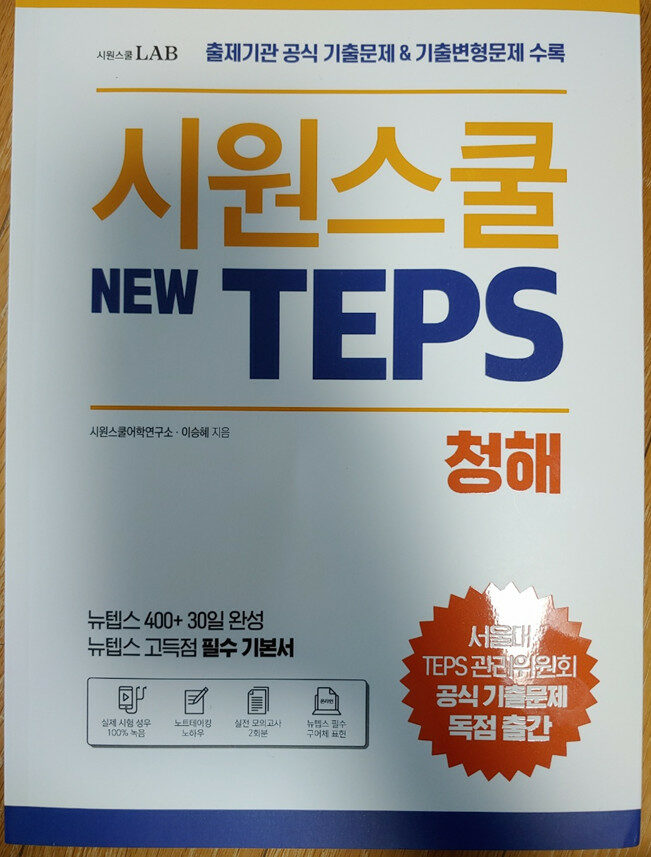 시원스쿨 LAB
출제기관 공식 기출문제 & 기출변형문제 수록
시원스쿨
NEW TEPS
시원스쿨어학연구소 · 이승혜 지음
청해
뉴텝스 400+ 30일 완성
뉴텝스 고득점 필수 기본서
서울대
TEPS 관리위원회
공식 기출문제
독점 출간
실제 시험 성우
100% 녹음
노트테이킹
노하우
실전 모의고사
2회분
온라인
뉴텝스 필수
구어체 표현